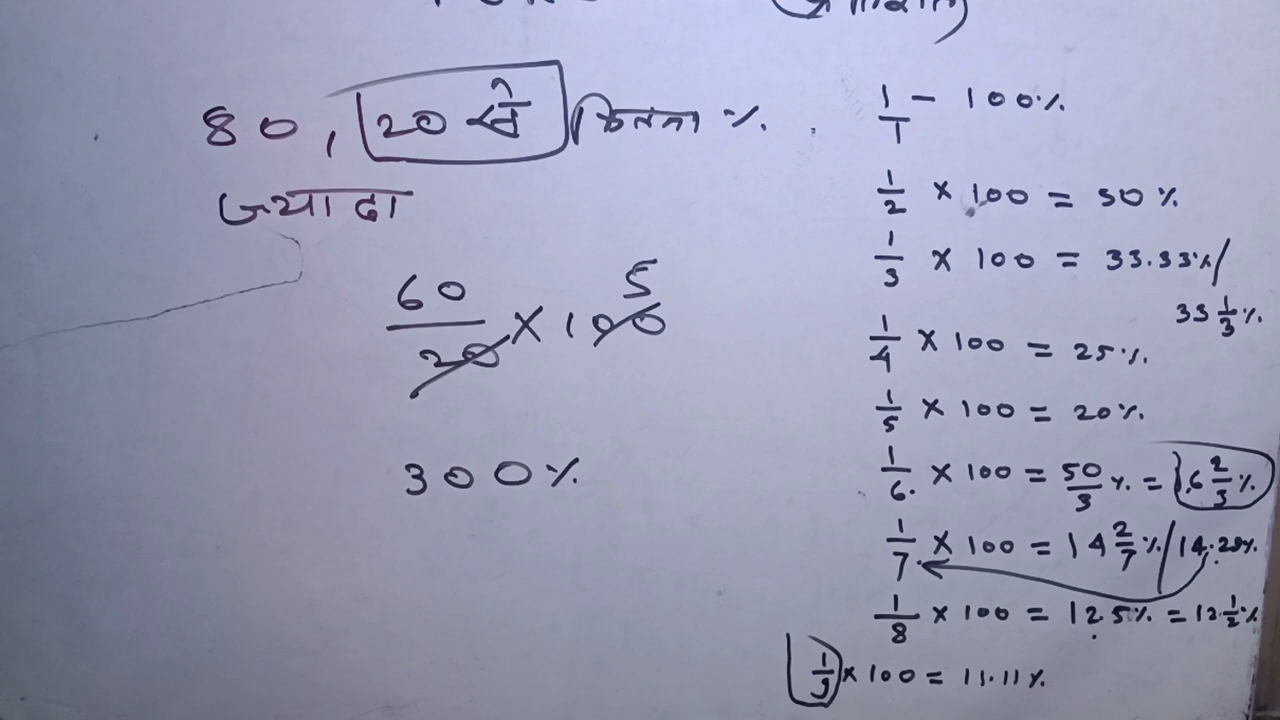 80, 20 से कितना %.
ज्यादा
60/20 × 100 5
300%
1/1 - 100%
1/2 × 100 = 50%
1/3 × 100 = 33.33% /
33 1/3 %.
1/4 × 100 = 25%.
1/5 × 100 = 20%.
1/6. × 100 = 50/3 %. = 16 2/3 %.
1/7. × 100 = 14 2/7 % / 14.28%.
1/8 × 100 = 12.5% = 12 1/2 %
1/9 × 100 = 11.11%.